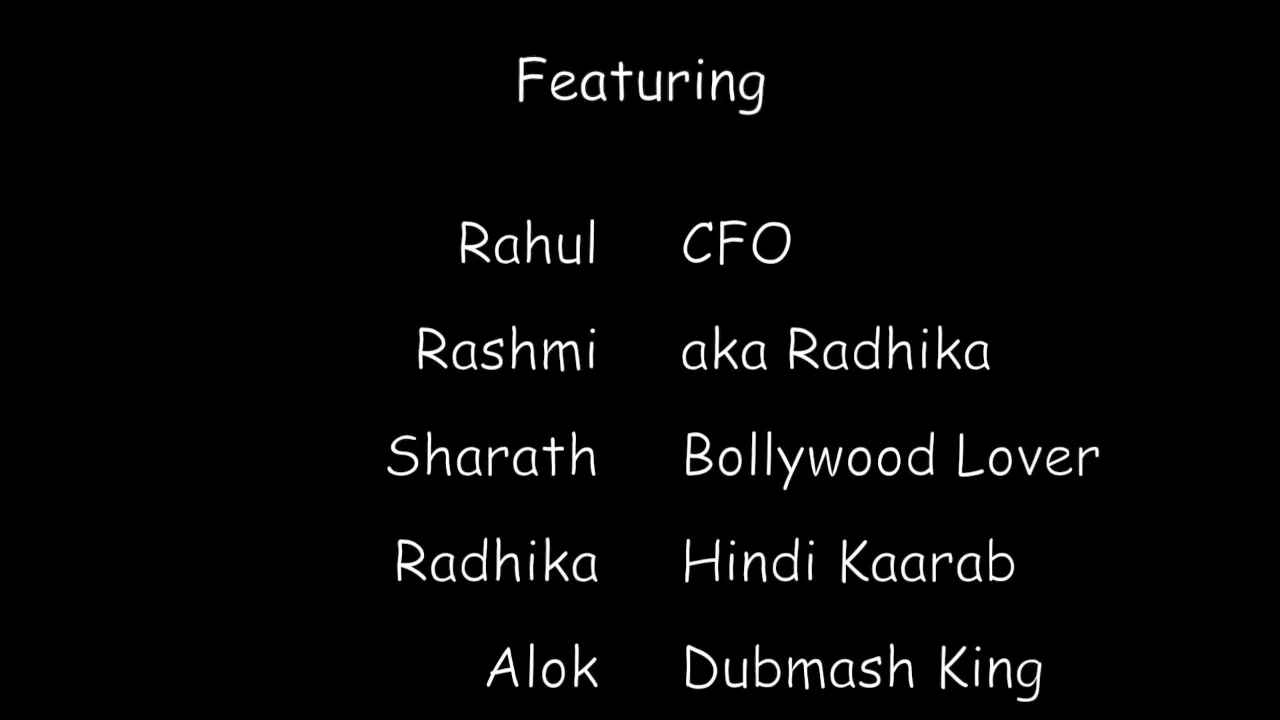 Featuring
Rahul CFO
Rashmi aka Radhika
Sharath Bollywood Lover
Radhika Hindi Kaarab
Alok Dubmash King